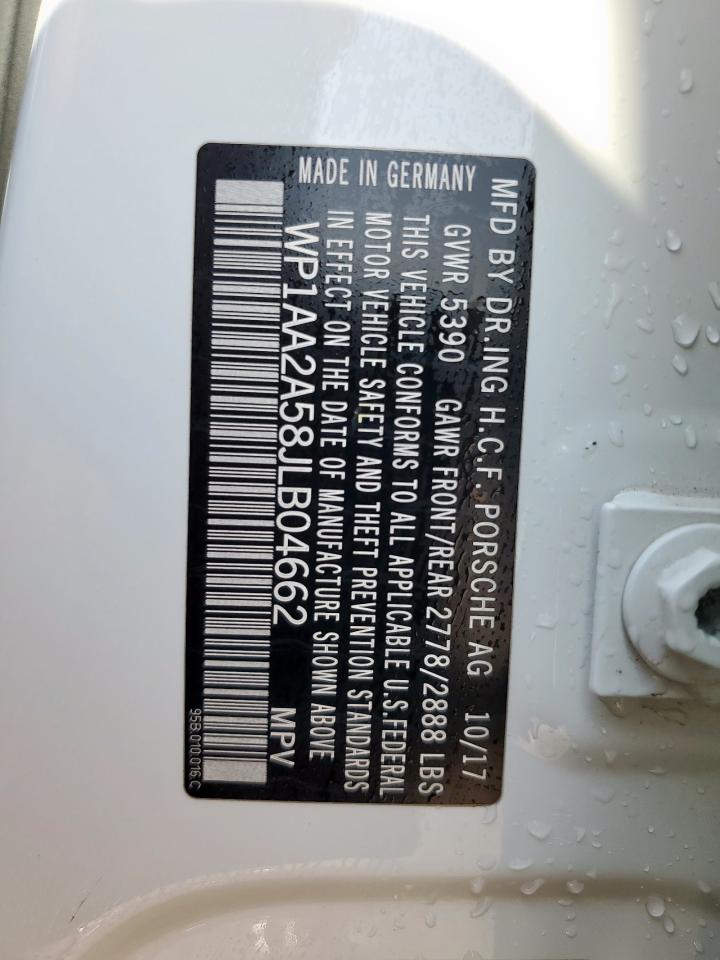 MFD BY DR.ING H.C.F. PORSCHE AG 10/17
GVWR 5390 GAWR FRONT/REAR 2778/2888 LBS
THIS VEHICLE CONFORMS TO ALL APPLICABLE U.S.FEDERAL
MOTOR VEHICLE SAFETY AND THEFT PREVENTION STANDARDS
IN EFFECT ON THE DATE OF MANUFACTURE SHOWN ABOVE
MADE IN GERMANY
WP1AA2A58JLB04662 MPV
95B.010.016.C